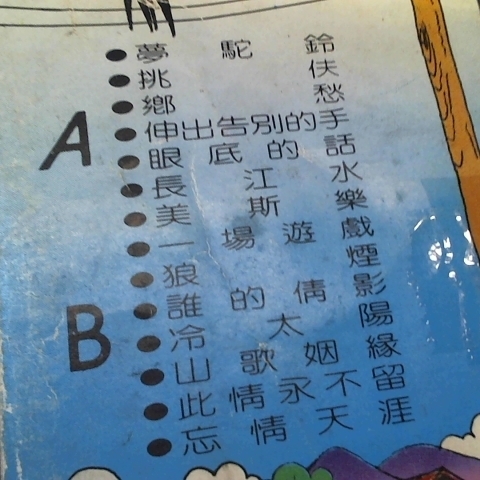 A
夢駝鈴
挑伕
鄉愁
伸出告別的手
眼底的話
長江水
美斯樂
B
一場遊戲
狼煙
誰的倩影
冷太陽
山歌姻緣
此情永不留
忘情天涯